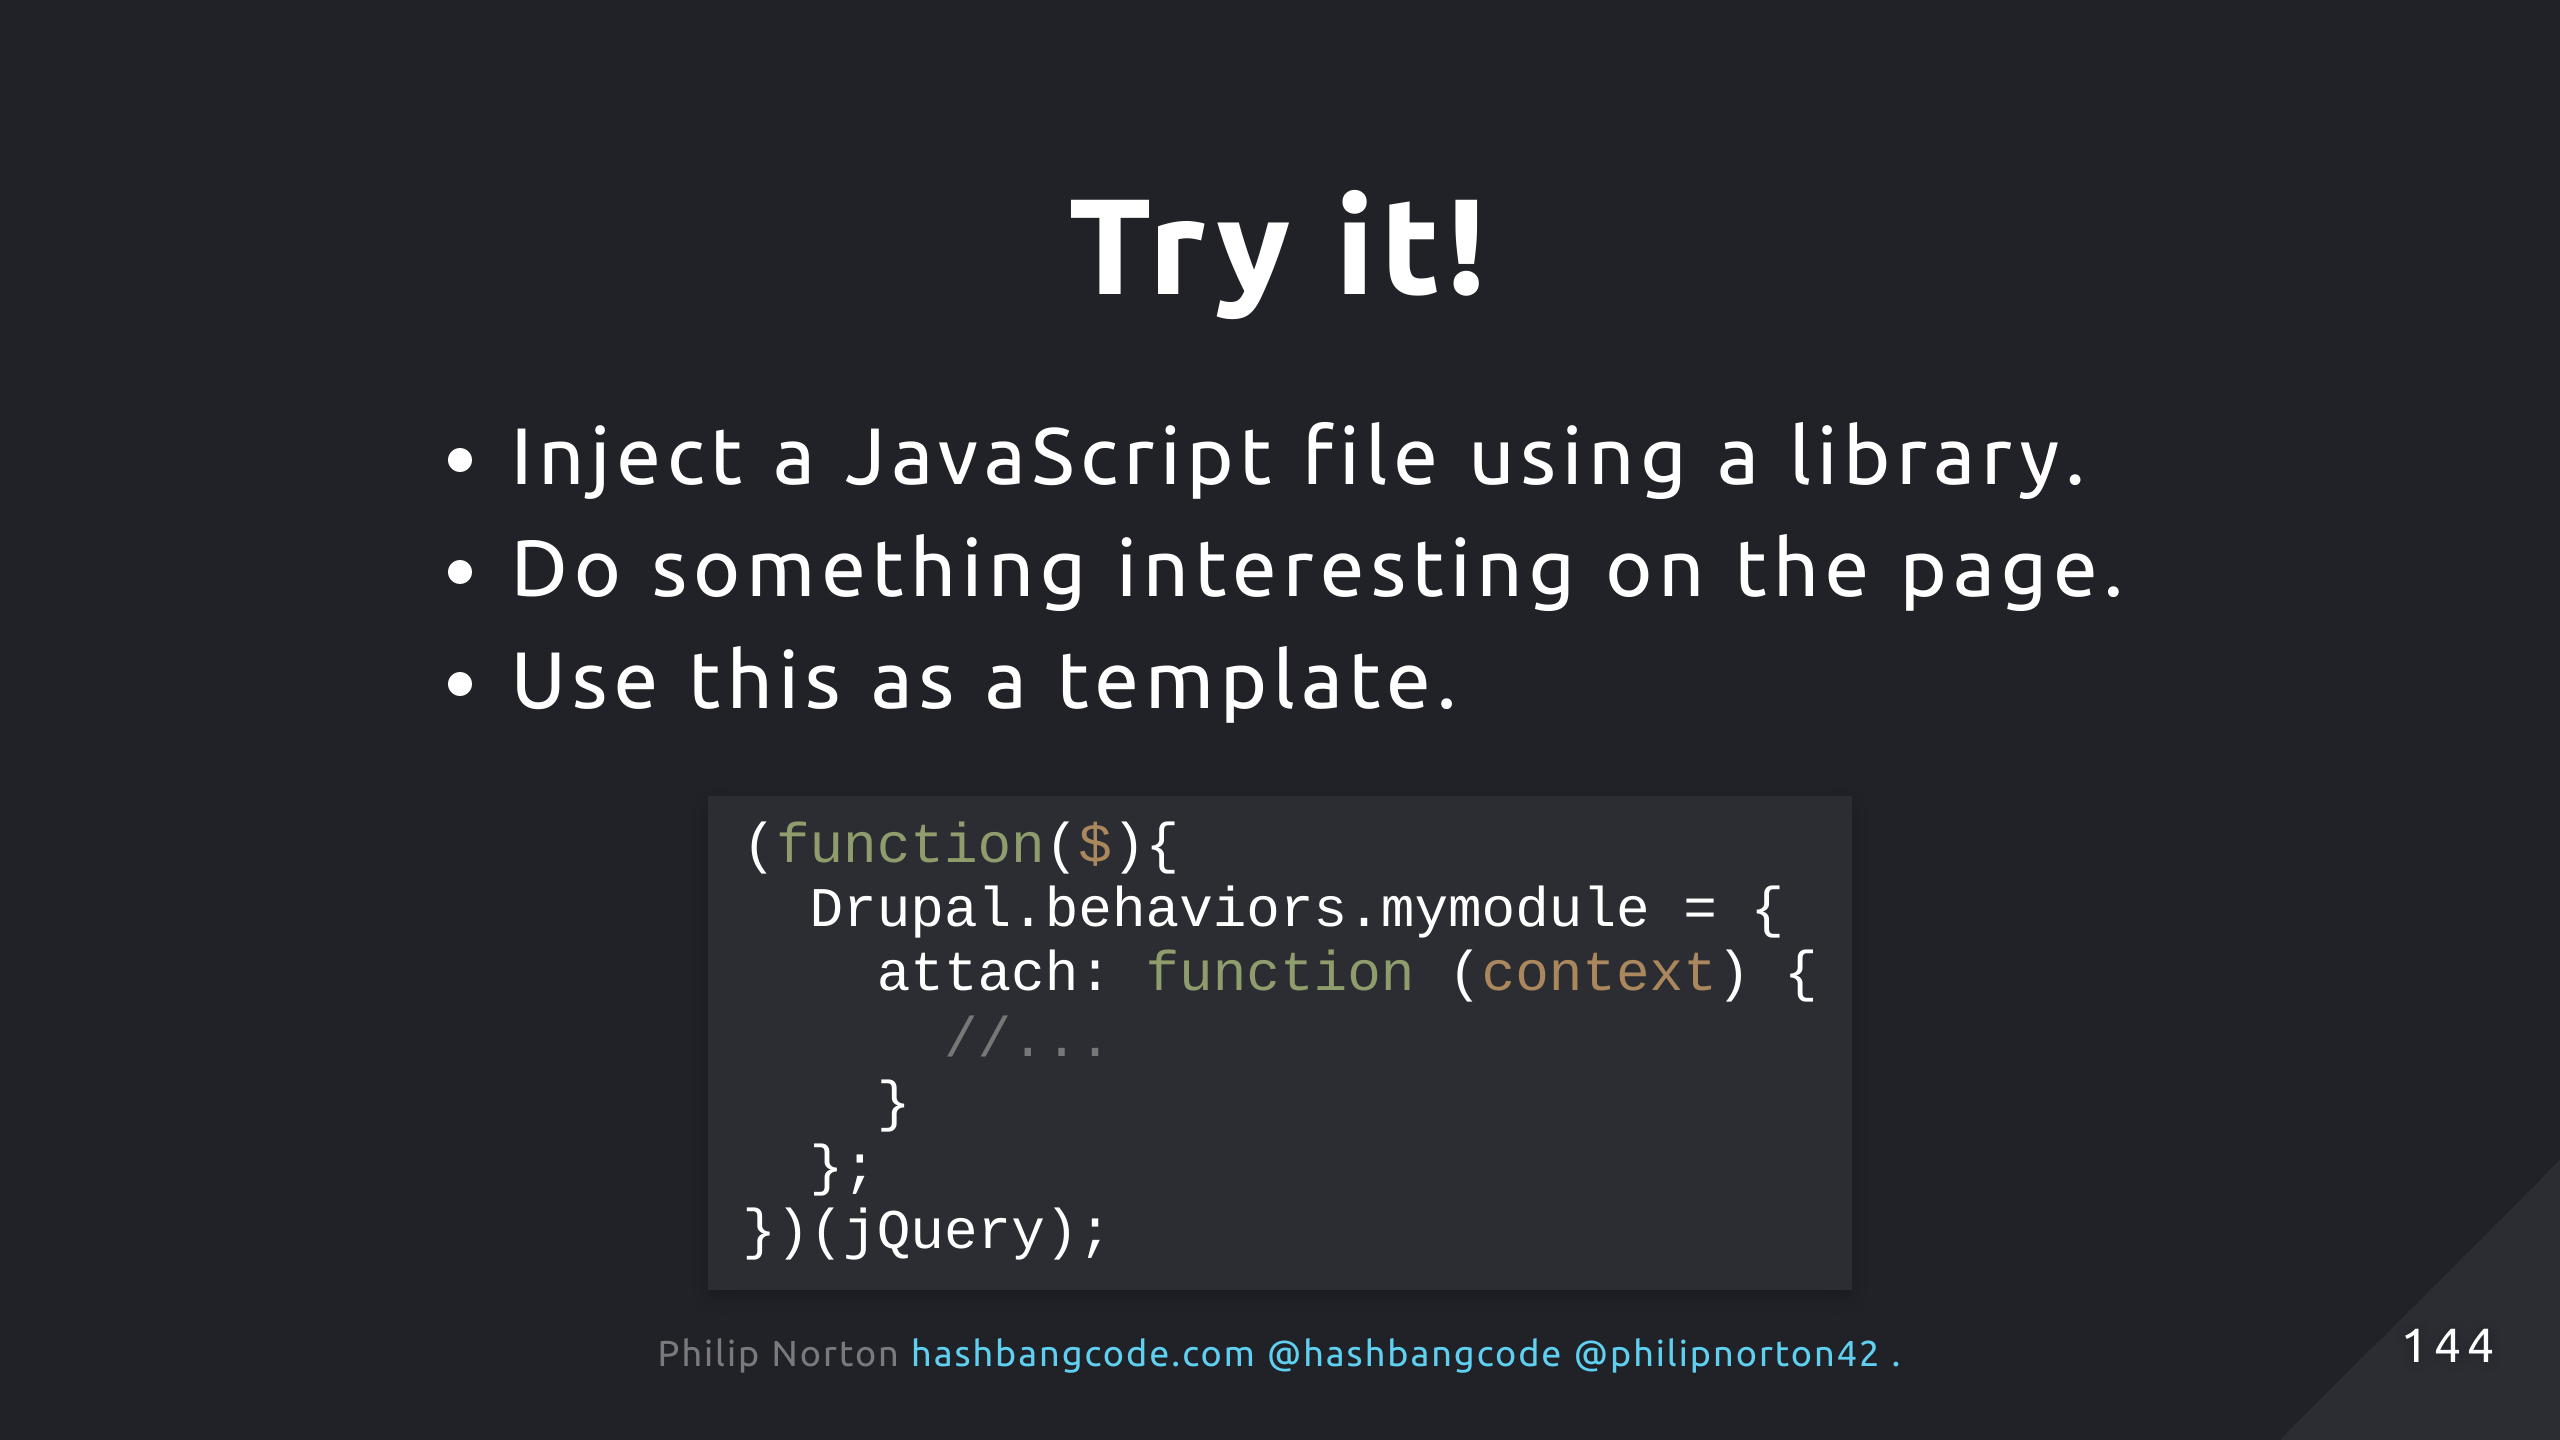 Try it!
• Inject a JavaScript file using a library.
• Do something interesting on the page.
• Use this as a template.
(function($){
  Drupal.behaviors.mymodule = {
    attach: function (context) {
      //...
    }
  };
})(jQuery);
Philip Norton hashbangcode.com @hashbangcode @philipnorton42 .
144